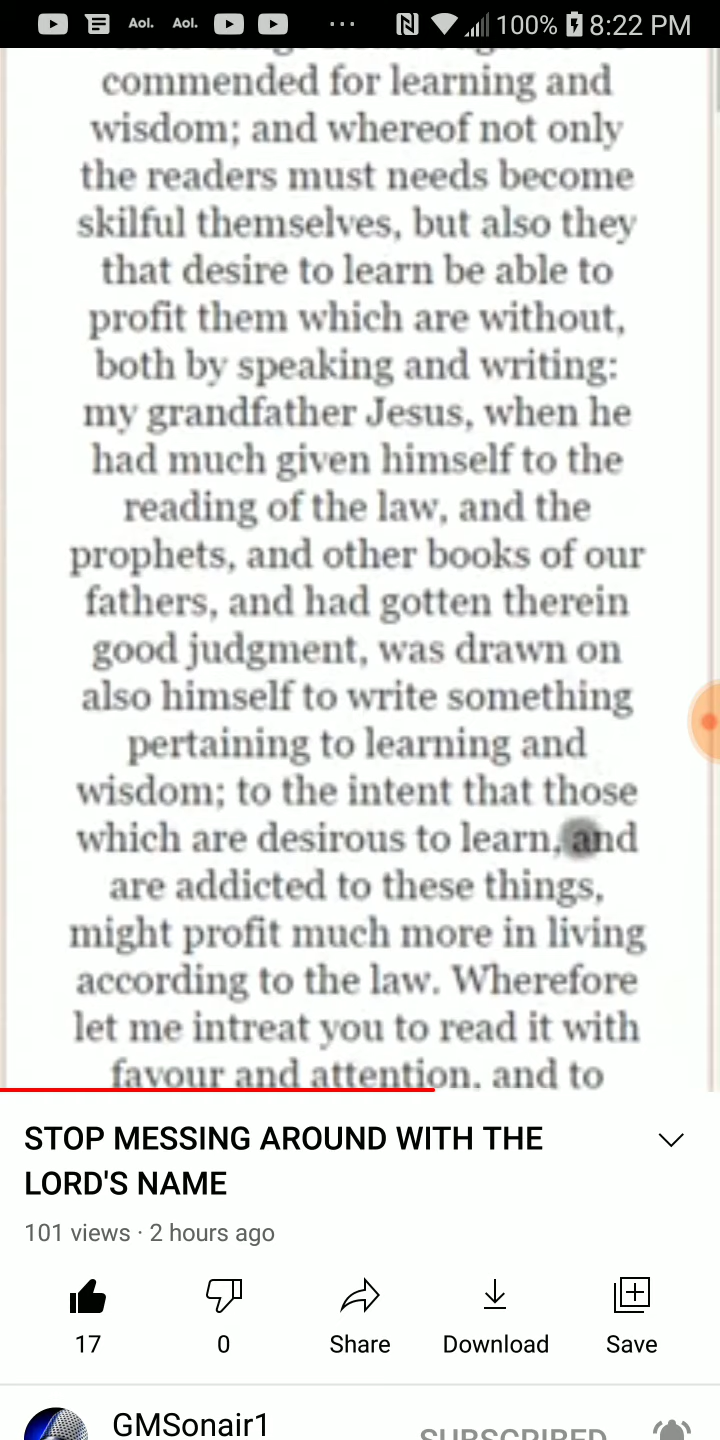 Aol. Aol. ... 100% 8:22 PM
commended for learning and
wisdom; and whereof not only
the readers must needs become
skilful themselves, but also they
that desire to learn be able to
profit them which are without,
both by speaking and writing:
my grandfather Jesus, when he
had much given himself to the
reading of the law, and the
prophets, and other books of our
fathers, and had gotten therein
good judgment, was drawn on
also himself to write something
pertaining to learning and
wisdom; to the intent that those
which are desirous to learn, and
are addicted to these things,
might profit much more in living
according to the law. Wherefore
let me intreat you to read it with
favour and attention, and to
STOP MESSING AROUND WITH THE
LORD'S NAME
101 views · 2 hours ago
17 0 Share Download Save
GMSonair1
SUBSCRIBED